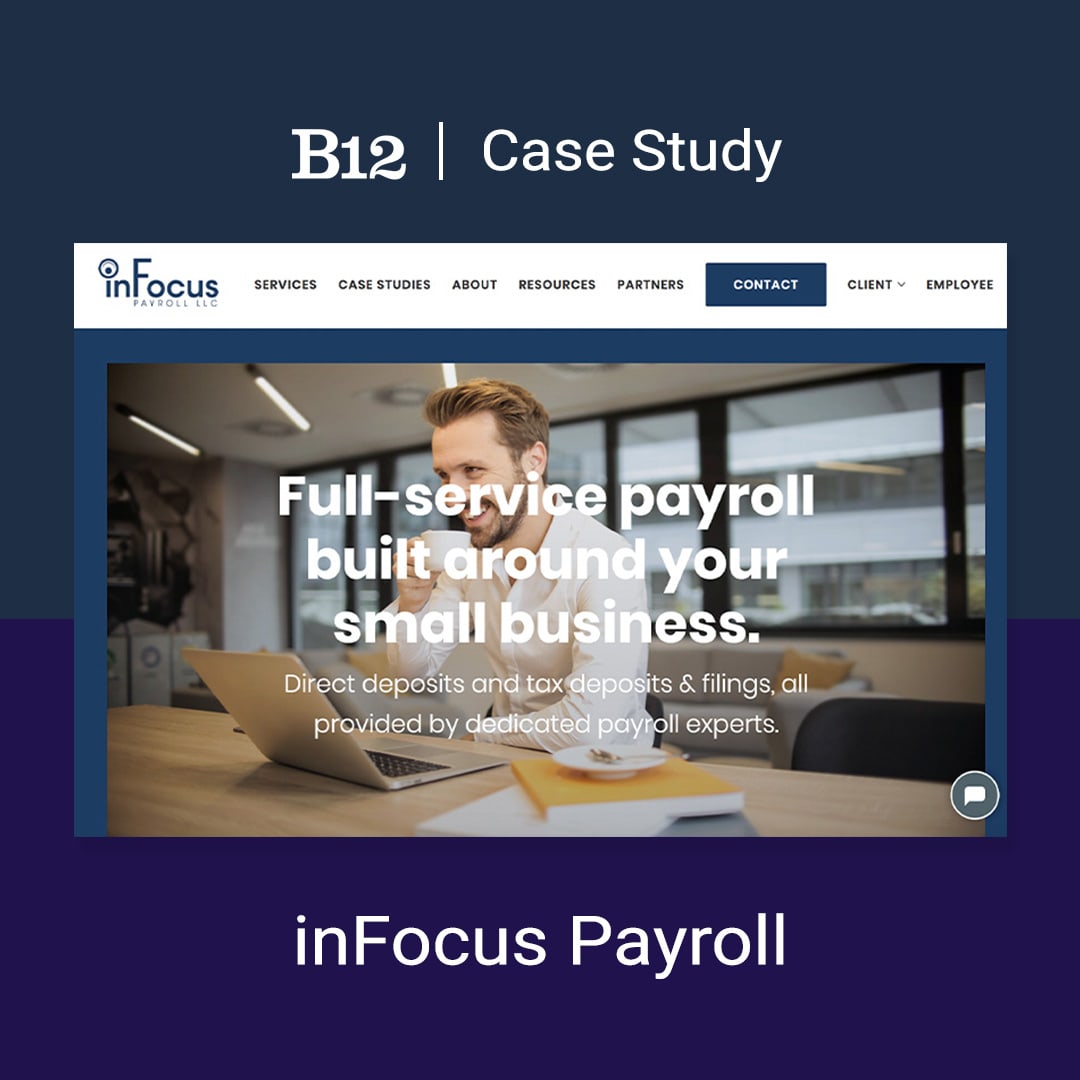 B12 | Case Study
inFocus
PAYROLL LLC
SERVICES CASE STUDIES ABOUT RESOURCES PARTNERS CONTACT CLIENT EMPLOYEE
Full-service payroll
built around your
small business.
Direct deposits and tax deposits & filings, all
provided by dedicated payroll experts.
inFocus Payroll